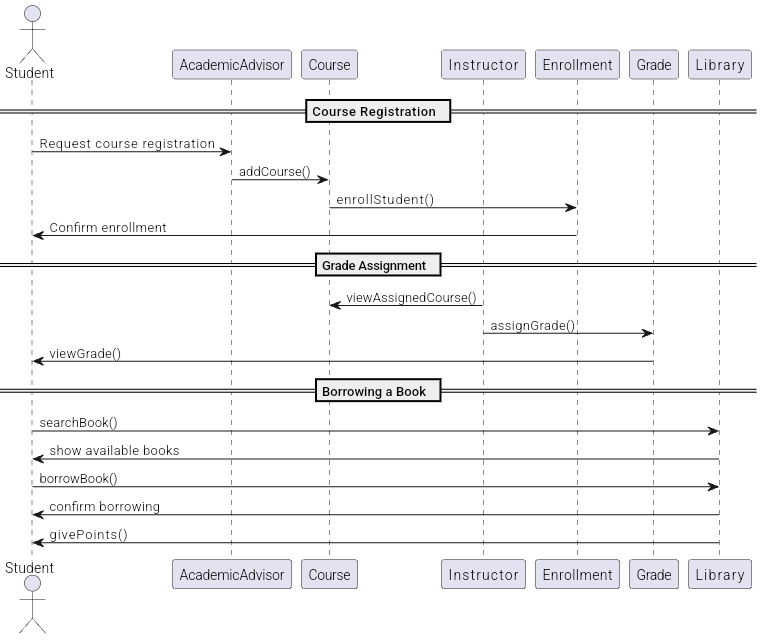 Student AcademicAdvisor Course Instructor Enrollment Grade Library
Course Registration
Request course registration
addCourse()
enrollStudent()
Confirm enrollment
Grade Assignment
viewAssignedCourse()
assignGrade()
viewGrade()
Borrowing a Book
searchBook()
show available books
borrowBook()
confirm borrowing
givePoints()
Student AcademicAdvisor Course Instructor Enrollment Grade Library